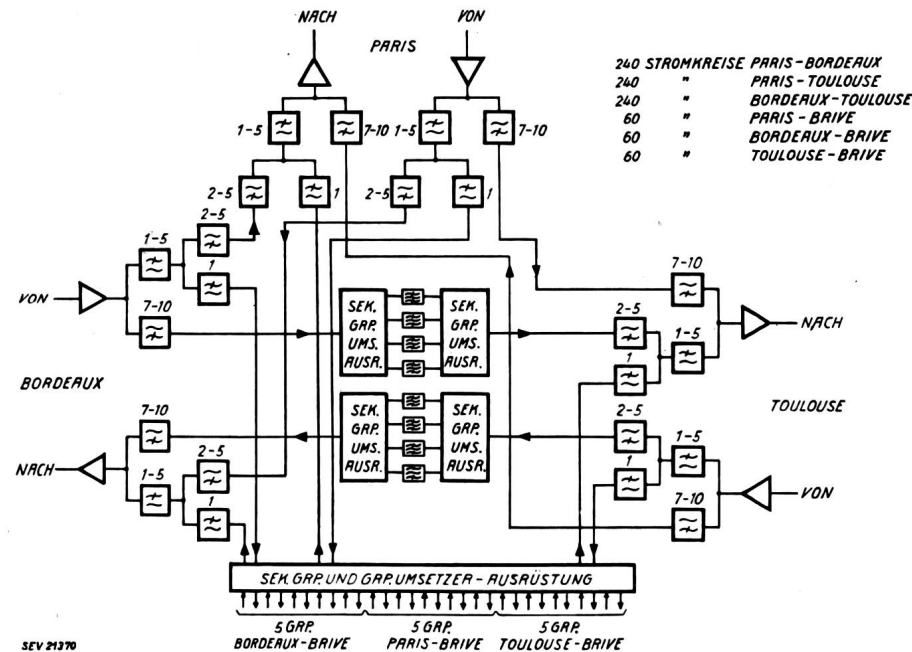 NACH
VON
PARIS
240 STROMKREISE PARIS-BORDEAUX
240 " PARIS-TOULOUSE
240 " BORDEAUX-TOULOUSE
60 " PARIS-BRIVE
60 " BORDEAUX-BRIVE
60 " TOULOUSE-BRIVE
1-5
7-10
1-5
7-10
2-5
1
2-5
1
2-5
1-5
1
VON
7-10
7-10
2-5
NACH
1-5
1
SEK.
GRP.
UMS.
AUSR.
SEK.
GRP.
UMS.
AUSR.
BORDEAUX
TOULOUSE
7-10
2-5
1-5
NACH
1
SEK.
GRP.
UMS.
AUSR.
SEK.
GRP.
UMS.
AUSR.
2-5
1-5
1
7-10
VON
SEK. GRP. UND GRP. UMSETZER-AUSRÜSTUNG
5 GRP.
BORDEAUX-BRIVE
5 GRP.
PARIS-BRIVE
5 GRP.
TOULOUSE-BRIVE
SEV 21370